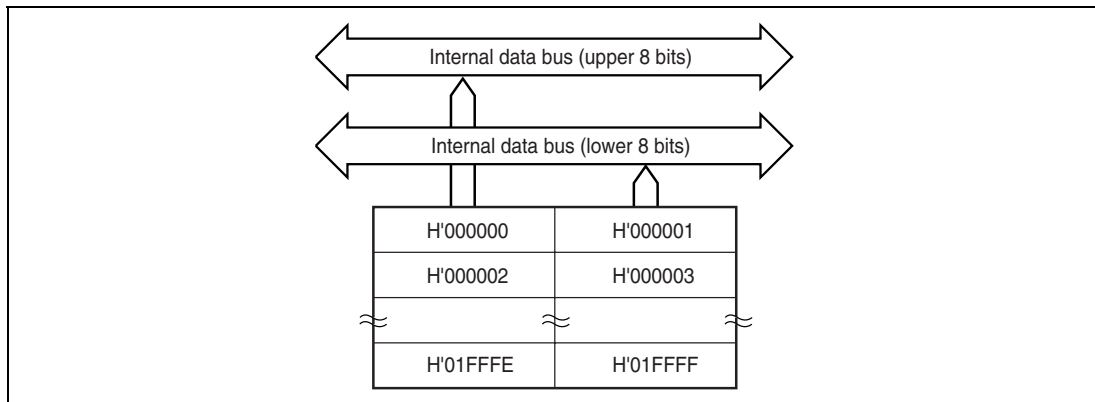 Internal data bus (upper 8 bits)
Internal data bus (lower 8 bits)
H'000000 H'000001
H'000002 H'000003
H'01FFFE H'01FFFF